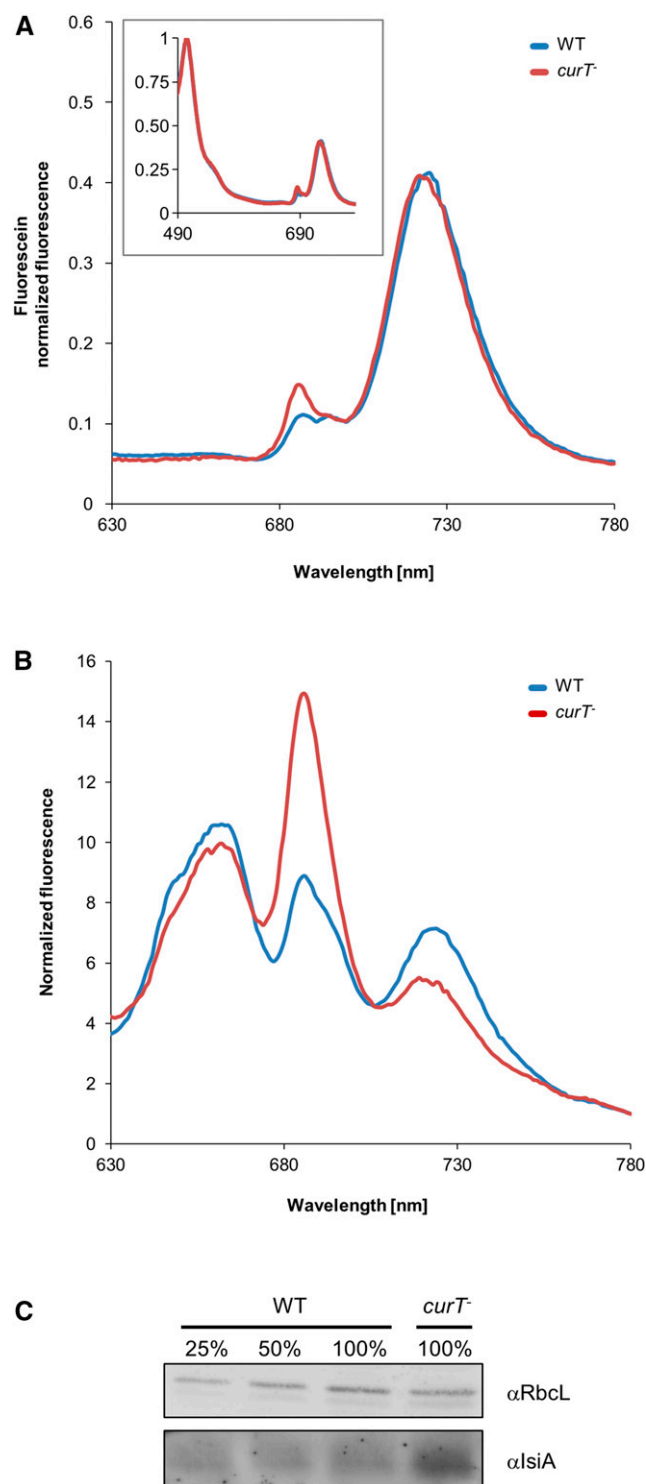 A
0.6
0.5
0.4
0.3
0.2
0.1
0
Fluorescein
normalized fluorescence
WT
curT-
1
0.75
0.50
0.25
0
490 690
630 680 730 780
Wavelength [nm]
B
16
14
12
10
8
6
4
2
0
Normalized fluorescence
WT
curT-
630 680 730 780
Wavelength [nm]
C
WT curT-
25% 50% 100% 100%
αRbcL
αIsiA